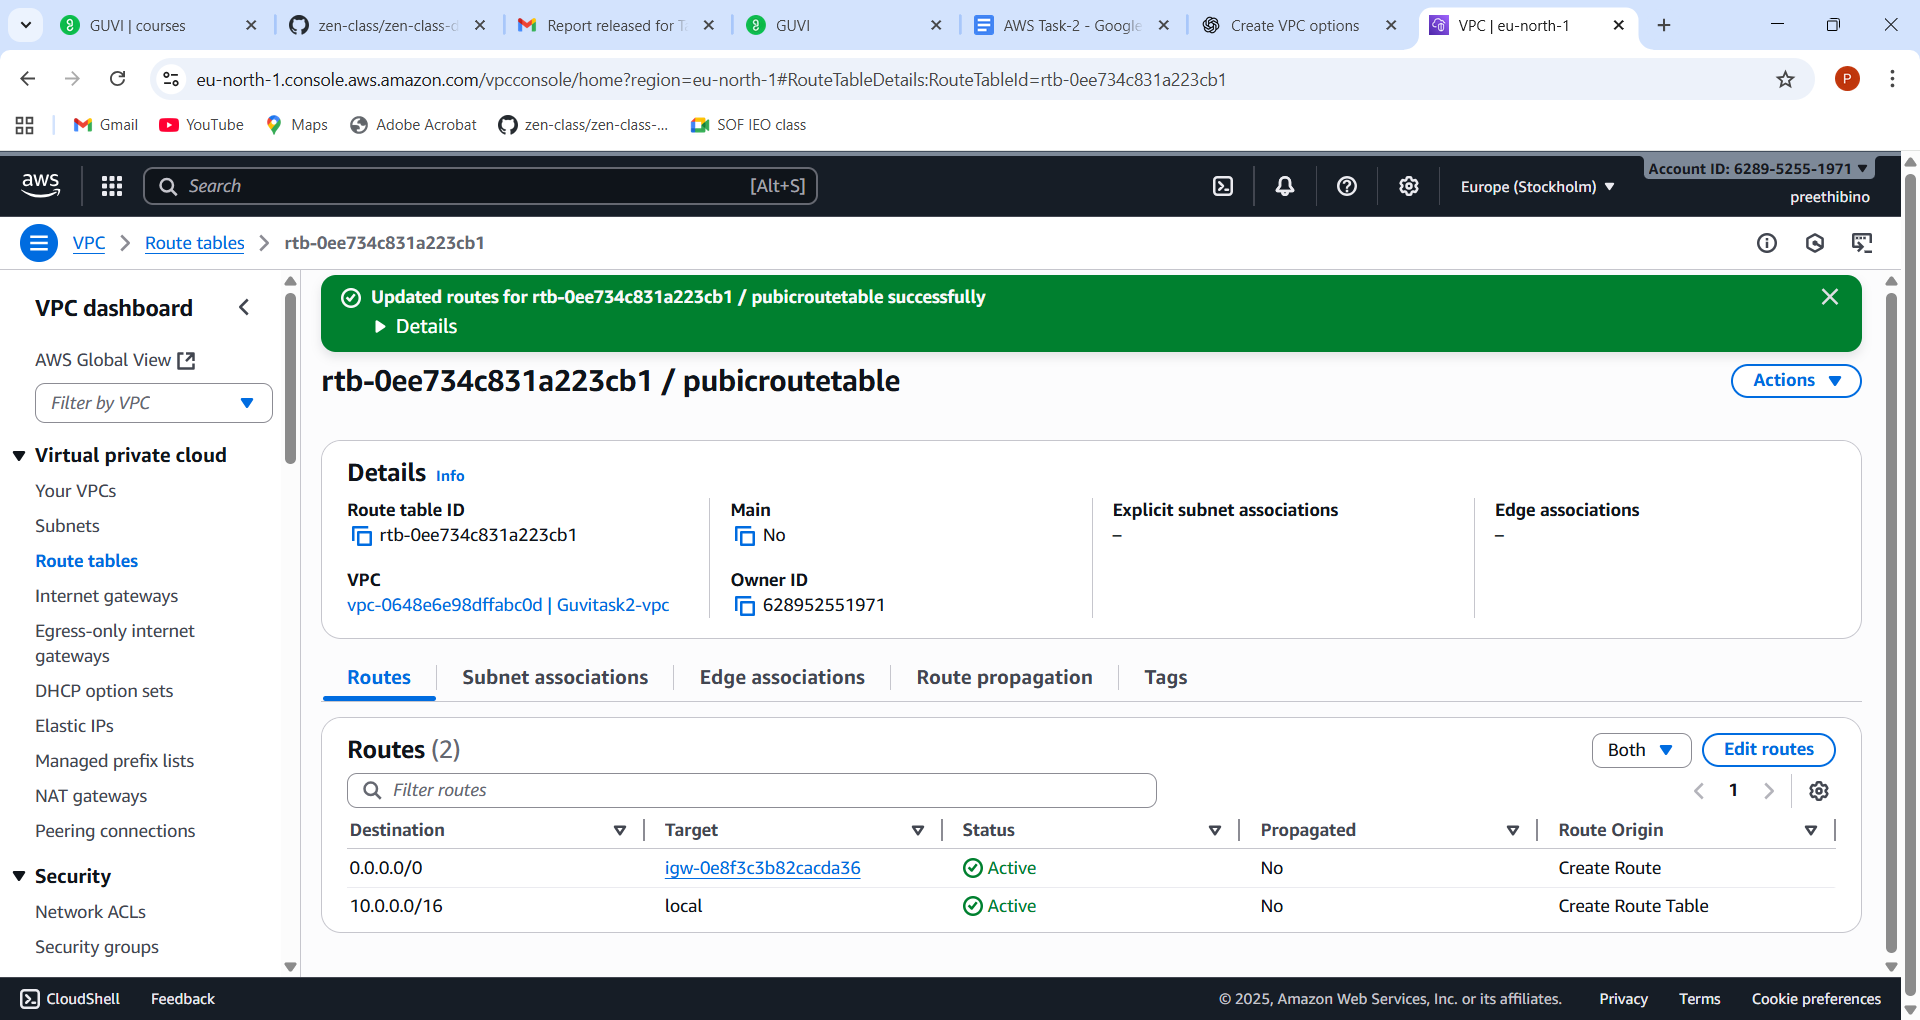 GUVI | courses
zen-class/zen-class-d
Report released for Ta
GUVI
AWS Task-2 - Google
Create VPC options
VPC | eu-north-1
eu-north-1.console.aws.amazon.com/vpcconsole/home?region=eu-north-1#RouteTableDetails:RouteTableId=rtb-0ee734c831a223cb1
P
Gmail
YouTube
Maps
Adobe Acrobat
zen-class/zen-class-...
SOF IEO class
aws
Search
[Alt+S]
Europe (Stockholm)
Account ID: 6289-5255-1971
preethibino
VPC
Route tables
rtb-0ee734c831a223cb1
VPC dashboard
AWS Global View
Filter by VPC
Virtual private cloud
Your VPCs
Subnets
Route tables
Internet gateways
Egress-only internet
gateways
DHCP option sets
Elastic IPs
Managed prefix lists
NAT gateways
Peering connections
Security
Network ACLs
Security groups
Updated routes for rtb-0ee734c831a223cb1 / pubicroutetable successfully
Details
rtb-0ee734c831a223cb1 / pubicroutetable
Actions
Details Info
Route table ID
rtb-0ee734c831a223cb1
Main
No
Explicit subnet associations
–
Edge associations
–
VPC
vpc-0648e6e98dffabc0d | Guvitask2-vpc
Owner ID
628952551971
Routes
Subnet associations
Edge associations
Route propagation
Tags
Routes (2)
Both
Edit routes
Filter routes
1
Destination Target Status Propagated Route Origin
0.0.0.0/0 igw-0e8f3c3b82cacda36 Active No Create Route
10.0.0.0/16 local Active No Create Route Table
CloudShell
Feedback
© 2025, Amazon Web Services, Inc. or its affiliates.
Privacy
Terms
Cookie preferences